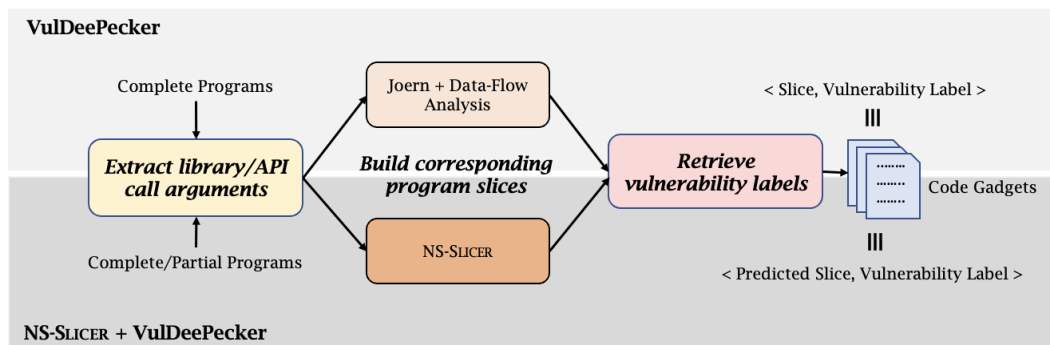 VulDeePecker
Complete Programs
Joern + Data-Flow
Analysis
< Slice, Vulnerability Label >
Extract library/API
call arguments
Build corresponding
program slices
Retrieve
vulnerability labels
Code Gadgets
Complete/Partial Programs
NS-SLICER
< Predicted Slice, Vulnerability Label >
NS-SLICER + VulDeePecker